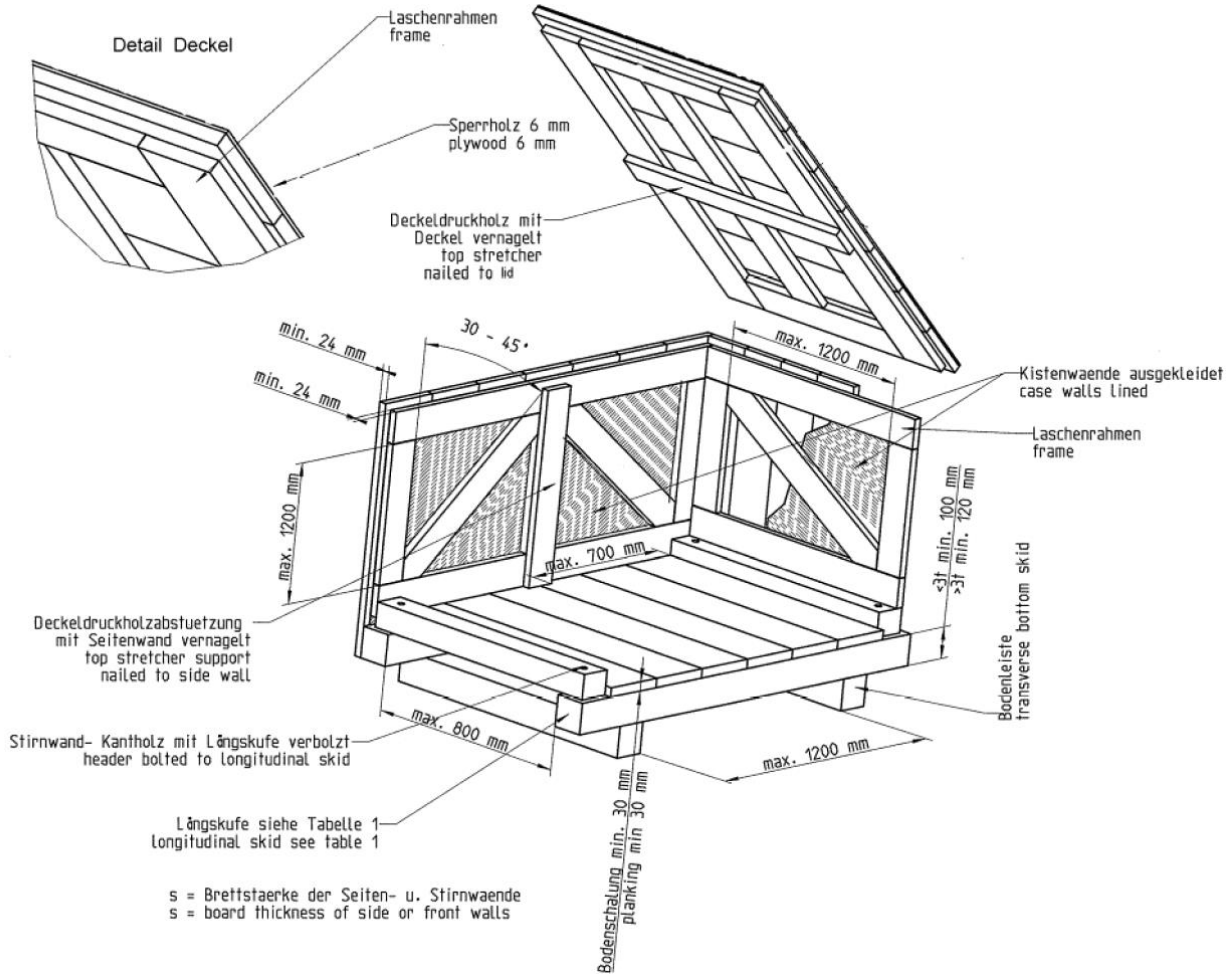 Detail Deckel
Laschenrahmen
frame
Sperrholz 6 mm
plywood 6 mm
Deckeldruckholz mit
Deckel vernagelt
top stretcher
nailed to lid
min. 24 mm
min. 24 mm
30 - 45°
max. 1200 mm
Kistenwaende ausgekleidet
case walls lined
Laschenrahmen
frame
max. 1200 mm
max. 700 mm
<3t min. 100 mm
>3t min. 120 mm
Deckeldruckholzabstuetzung
mit Seitenwand vernagelt
top stretcher support
nailed to side wall
Bodenleiste
transverse bottom skid
Stirnwand- Kantholz mit Längskufe verbolzt
header bolted to longitudinal skid
max. 800 mm
max. 1200 mm
Längskufe siehe Tabelle 1
longitudinal skid see table 1
Bodenschalung min. 30 mm
planking min 30 mm
s = Brettstaerke der Seiten- u. Stirnwaende
s = board thickness of side or front walls